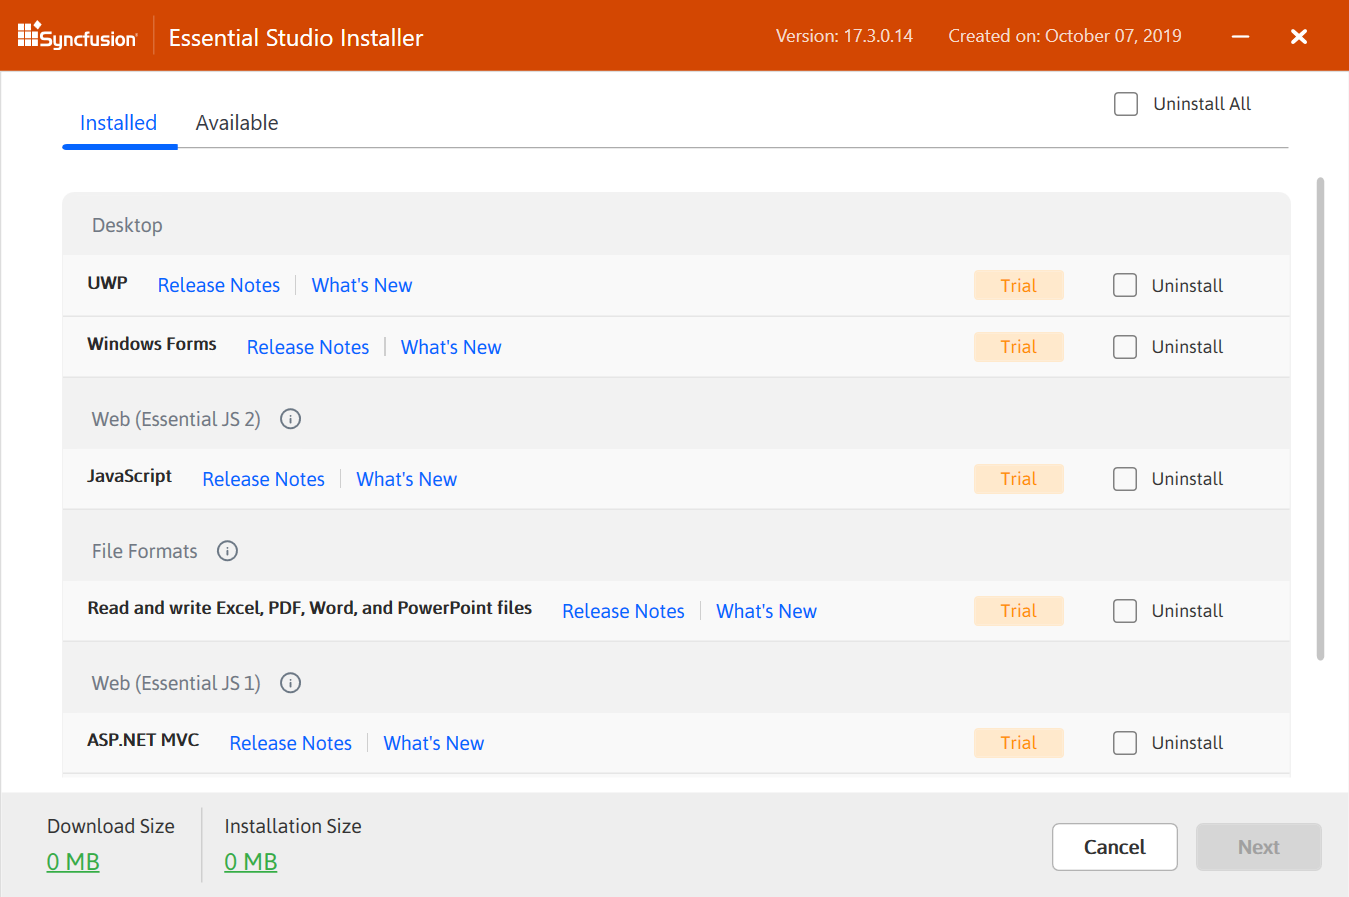 Syncfusion Essential Studio Installer Version: 17.3.0.14 Created on: October 07, 2019
Installed Available Uninstall All
Desktop
UWP Release Notes What's New Trial Uninstall
Windows Forms Release Notes What's New Trial Uninstall
Web (Essential JS 2)
JavaScript Release Notes What's New Trial Uninstall
File Formats
Read and write Excel, PDF, Word, and PowerPoint files Release Notes What's New Trial Uninstall
Web (Essential JS 1)
ASP.NET MVC Release Notes What's New Trial Uninstall
Download Size Installation Size
0 MB 0 MB
Cancel Next